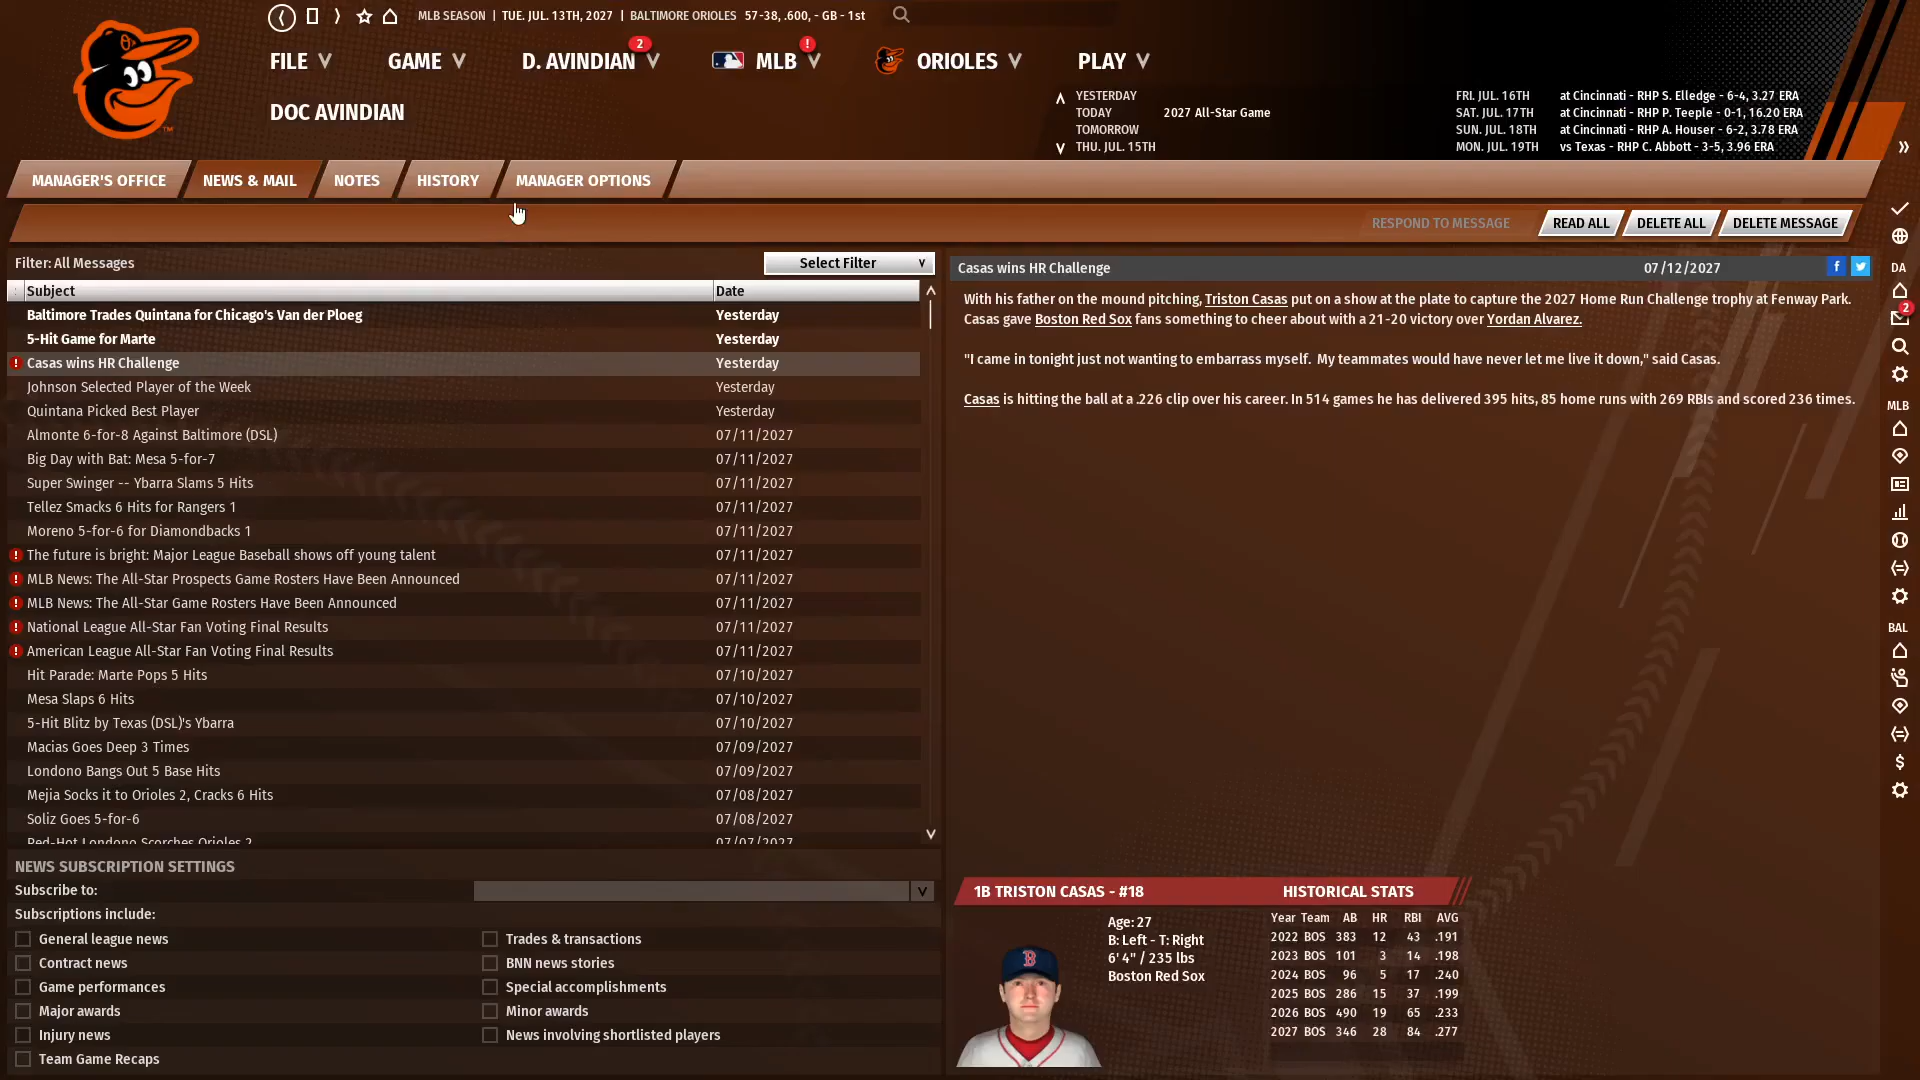 MLB SEASON | TUE. JUL. 13TH, 2027 | BALTIMORE ORIOLES 57-38, .600, - GB - 1st
FILE GAME D. AVINDIAN 2 MLB ! ORIOLES PLAY
DOC AVINDIAN
YESTERDAY
TODAY 2027 All-Star Game
TOMORROW
THU. JUL. 15TH
FRI. JUL. 16TH at Cincinnati - RHP S. Elledge - 6-4, 3.27 ERA
SAT. JUL. 17TH at Cincinnati - RHP P. Teeple - 0-1, 16.20 ERA
SUN. JUL. 18TH at Cincinnati - RHP A. Houser - 6-2, 3.78 ERA
MON. JUL. 19TH vs Texas - RHP C. Abbott - 3-5, 3.96 ERA
MANAGER'S OFFICE NEWS & MAIL NOTES HISTORY MANAGER OPTIONS
RESPOND TO MESSAGE READ ALL DELETE ALL DELETE MESSAGE
Filter: All Messages Select Filter
Subject Date
Baltimore Trades Quintana for Chicago's Van der Ploeg Yesterday
5-Hit Game for Marte Yesterday
! Casas wins HR Challenge Yesterday
Johnson Selected Player of the Week Yesterday
Quintana Picked Best Player Yesterday
Almonte 6-for-8 Against Baltimore (DSL) 07/11/2027
Big Day with Bat: Mesa 5-for-7 07/11/2027
Super Swinger -- Ybarra Slams 5 Hits 07/11/2027
Tellez Smacks 6 Hits for Rangers 1 07/11/2027
Moreno 5-for-6 for Diamondbacks 1 07/11/2027
! The future is bright: Major League Baseball shows off young talent 07/11/2027
! MLB News: The All-Star Prospects Game Rosters Have Been Announced 07/11/2027
! MLB News: The All-Star Game Rosters Have Been Announced 07/11/2027
! National League All-Star Fan Voting Final Results 07/11/2027
! American League All-Star Fan Voting Final Results 07/11/2027
Hit Parade: Marte Pops 5 Hits 07/10/2027
Mesa Slaps 6 Hits 07/10/2027
5-Hit Blitz by Texas (DSL)'s Ybarra 07/10/2027
Macias Goes Deep 3 Times 07/09/2027
Londono Bangs Out 5 Base Hits 07/09/2027
Mejia Socks it to Orioles 2, Cracks 6 Hits 07/08/2027
Soliz Goes 5-for-6 07/08/2027
Red-Hot Londono Scorches Orioles 2 07/07/2027
NEWS SUBSCRIPTION SETTINGS
Subscribe to:
Subscriptions include:
General league news Trades & transactions
Contract news BNN news stories
Game performances Special accomplishments
Major awards Minor awards
Injury news News involving shortlisted players
Team Game Recaps
Casas wins HR Challenge 07/12/2027 f
With his father on the mound pitching, Triston Casas put on a show at the plate to capture the 2027 Home Run Challenge trophy at Fenway Park.
Casas gave Boston Red Sox fans something to cheer about with a 21-20 victory over Yordan Alvarez.
"I came in tonight just not wanting to embarrass myself. My teammates would have never let me live it down," said Casas.
Casas is hitting the ball at a .226 clip over his career. In 514 games he has delivered 395 hits, 85 home runs with 269 RBIs and scored 236 times.
1B TRISTON CASAS - #18 HISTORICAL STATS
Age: 27
B: Left - T: Right
6' 4" / 235 lbs
Boston Red Sox
B
Year Team AB HR RBI AVG
2022 BOS 383 12 43 .191
2023 BOS 101 3 14 .198
2024 BOS 96 5 17 .240
2025 BOS 286 15 37 .199
2026 BOS 490 19 65 .233
2027 BOS 346 28 84 .277
DA
2
MLB
BAL
$